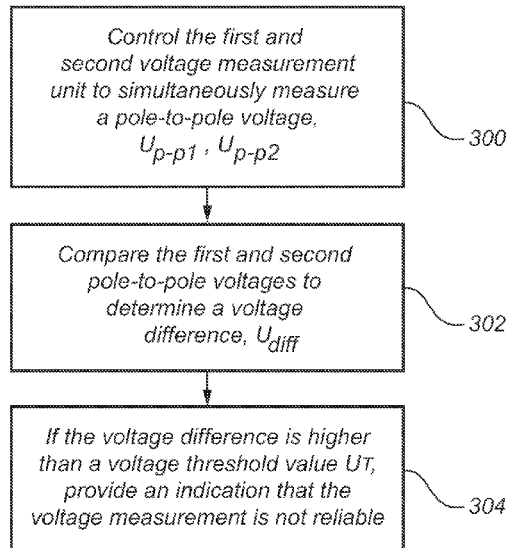 Control the first and
second voltage measurement
unit to simultaneously measure
a pole-to-pole voltage,
Up-p1 , Up-p2
300
Compare the first and second
pole-to-pole voltages to
determine a voltage
difference, Udiff
302
If the voltage difference is higher
than a voltage threshold value UT,
provide an indication that the
voltage measurement is not reliable
304